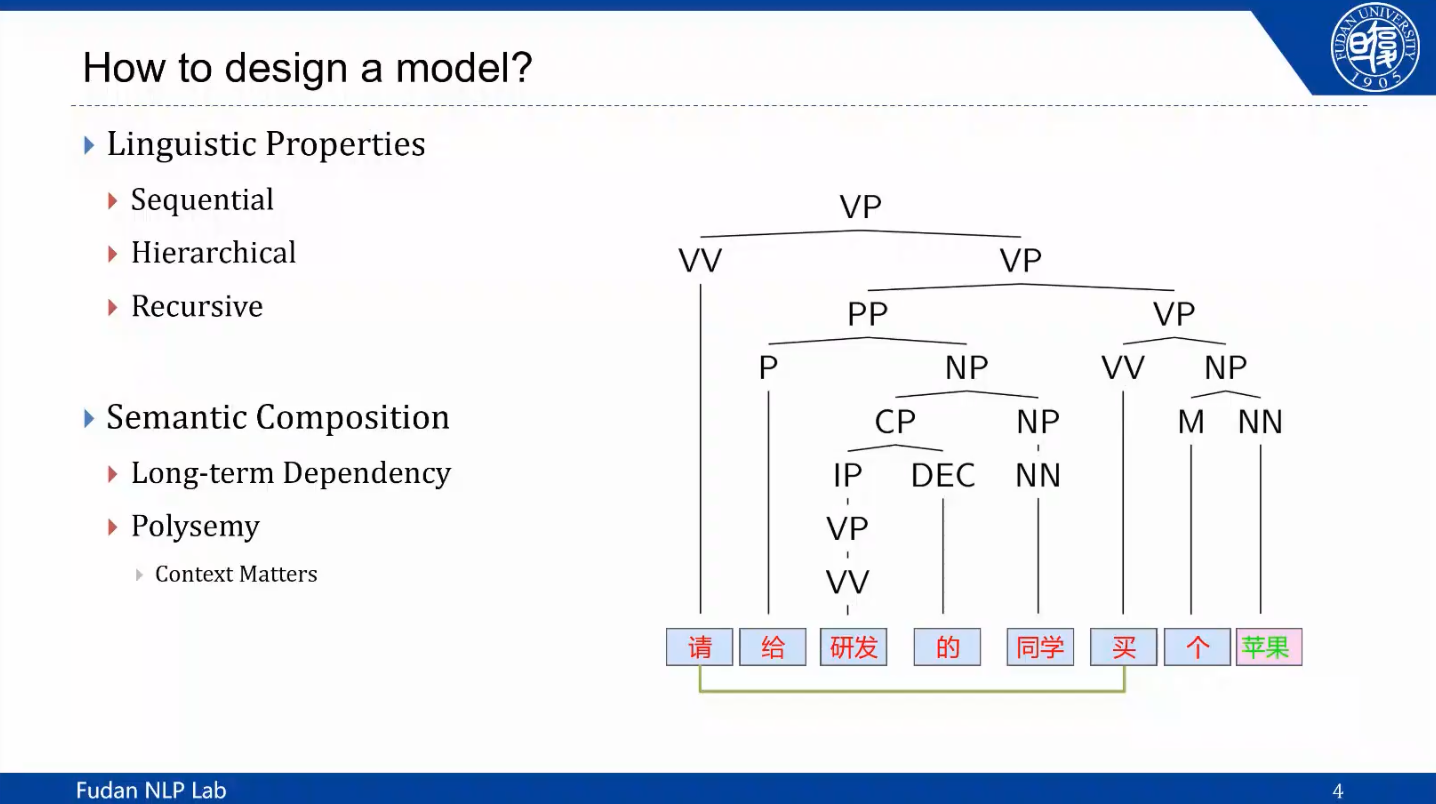 How to design a model?
Linguistic Properties
Sequential
Hierarchical
Recursive
Semantic Composition
Long-term Dependency
Polysemy
Context Matters
VP
VV VP
PP VP
P NP VV NP
CP NP M NN
IP DEC NN
VP
VV
请 给 研发 的 同学 买 个 苹果
FUDAN UNIVERSITY
1905
Fudan NLP Lab
4